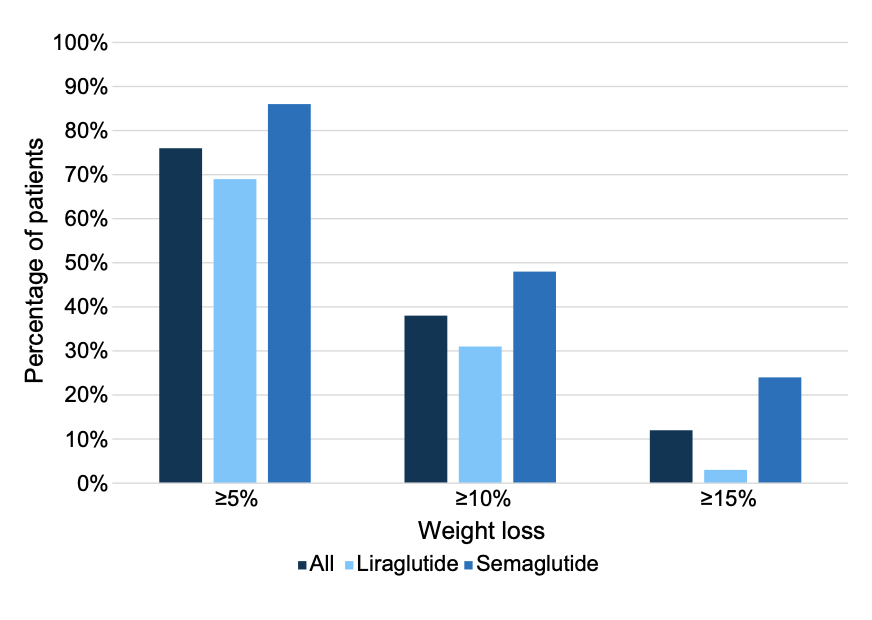 100%
90%
80%
70%
60%
50%
40%
30%
20%
10%
0%
Percentage of patients
≥5% ≥10% ≥15%
Weight loss
All Liraglutide Semaglutide